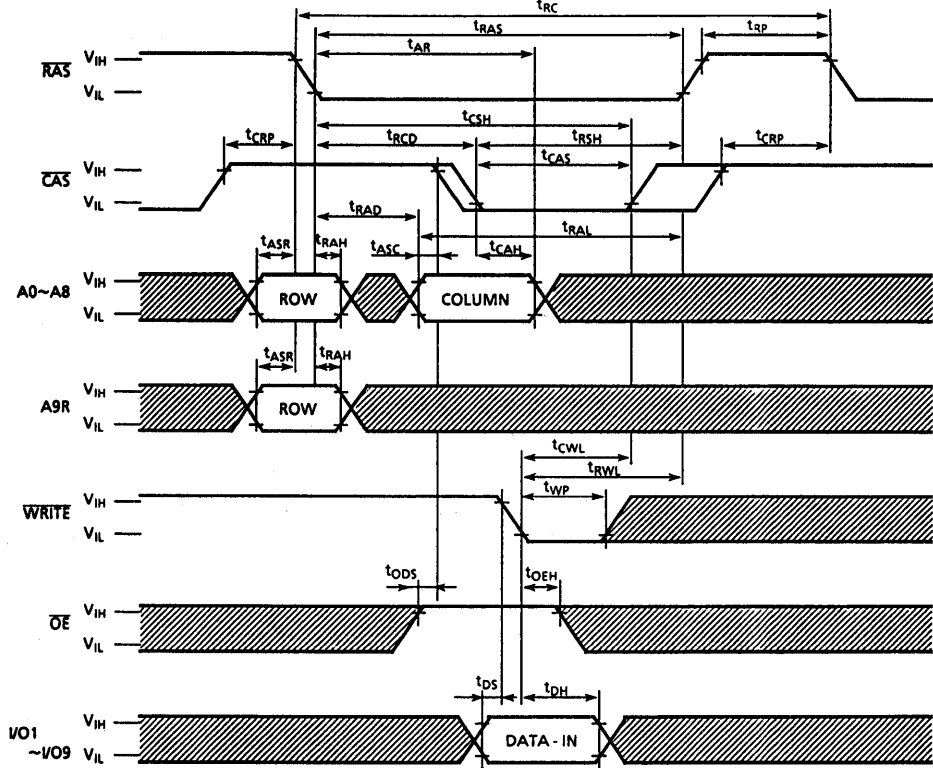 tRC
tRAS tRP
tAR
RAS VIH
VIL
tCSH
tCRP tRCD tRSH tCRP
tCAS
CAS VIH
VIL
tRAD tRAL
tASR tRAH tASC tCAH
A0~A8 VIH
VIL
ROW COLUMN
tASR tRAH
A9R VIH
VIL
ROW
tCWL
tRWL
tWP
WRITE VIH
VIL
tODS tOEH
OE VIH
VIL
tDS tDH
I/O1
~I/O9
VIH
VIL
DATA - IN